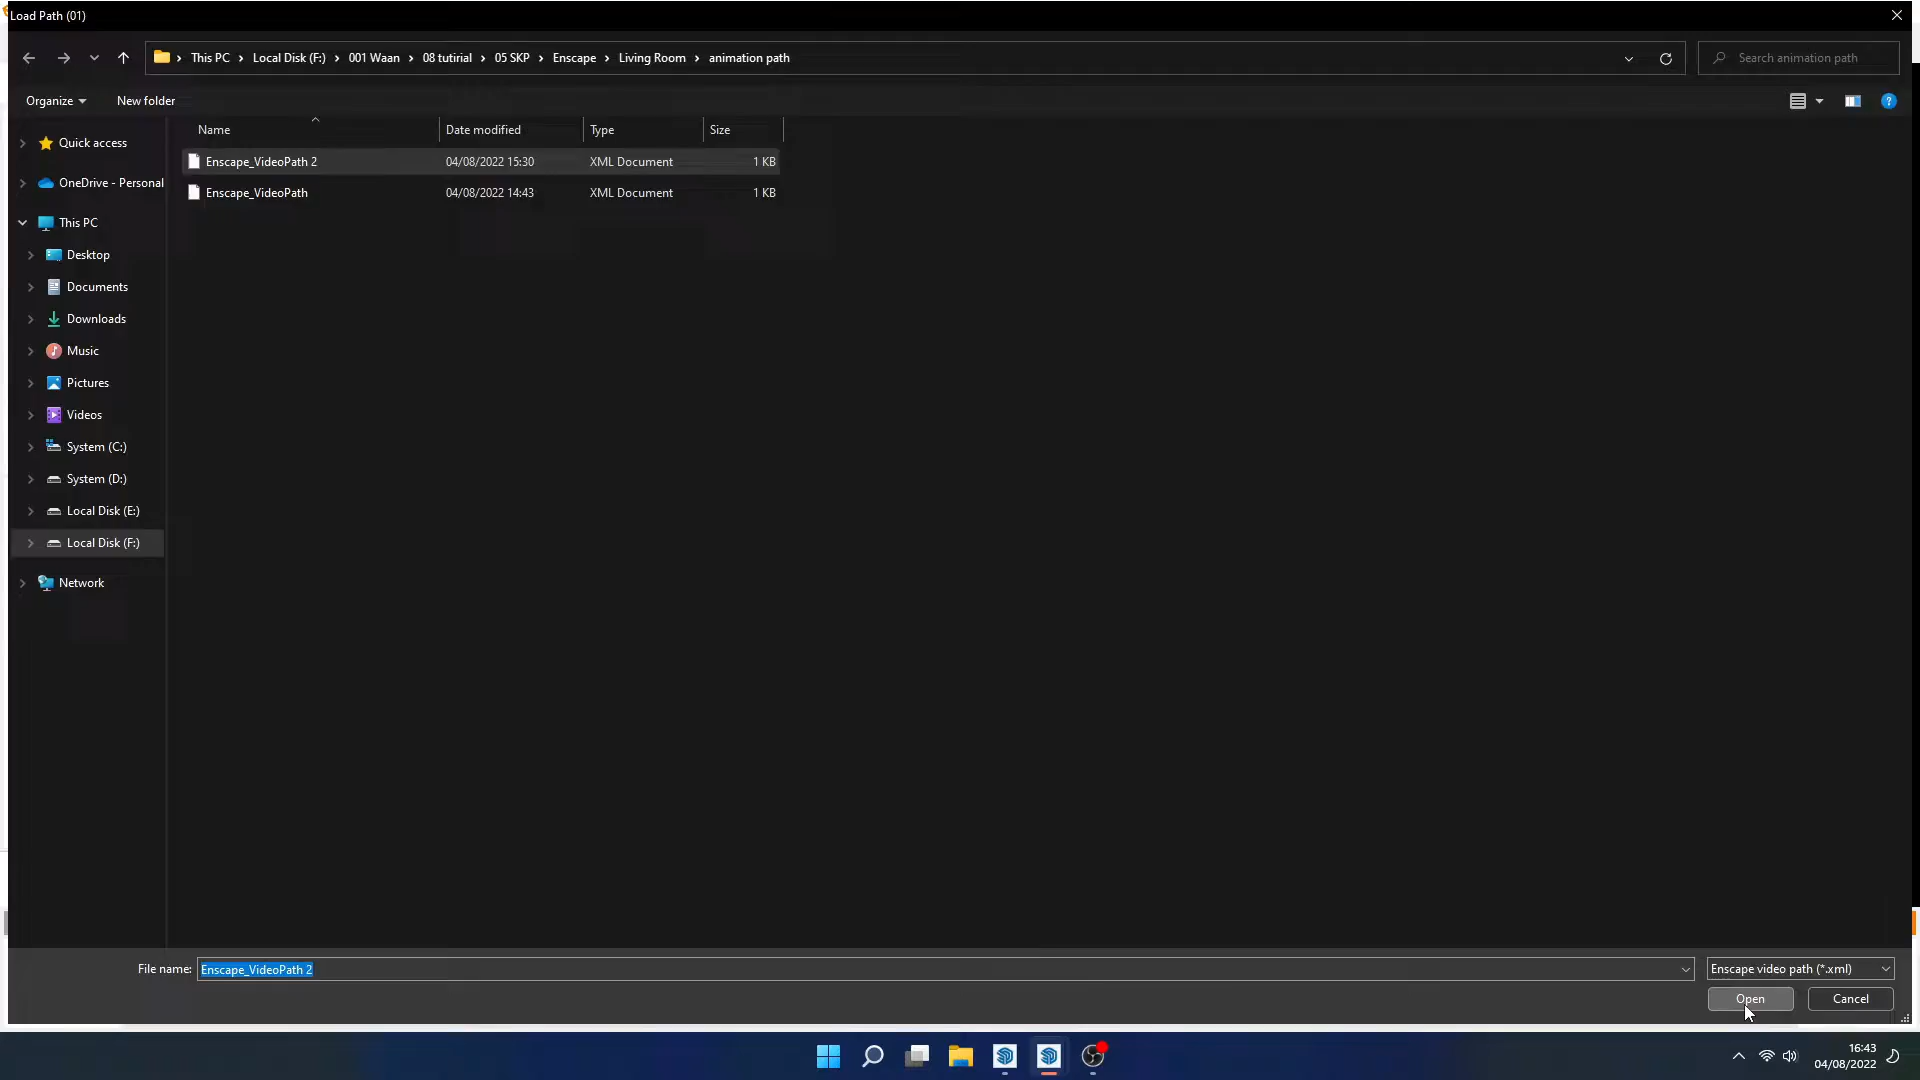 Load Path (01)
This PC > Local Disk (F:) > 001 Waan > 08 tutirial > 05 SKP > Enscape > Living Room > animation path
Search animation path
Organize
New folder
Name
Date modified
Type
Size
Enscape_VideoPath 2
04/08/2022 15:30
XML Document
1 KB
Enscape_VideoPath
04/08/2022 14:43
XML Document
1 KB
Quick access
OneDrive - Personal
This PC
Desktop
Documents
Downloads
Music
Pictures
Videos
System (C:)
System (D:)
Local Disk (E:)
Local Disk (F:)
Network
File name:
Enscape_VideoPath 2
Enscape video path (*.xml)
Open
Cancel
16:43
04/08/2022